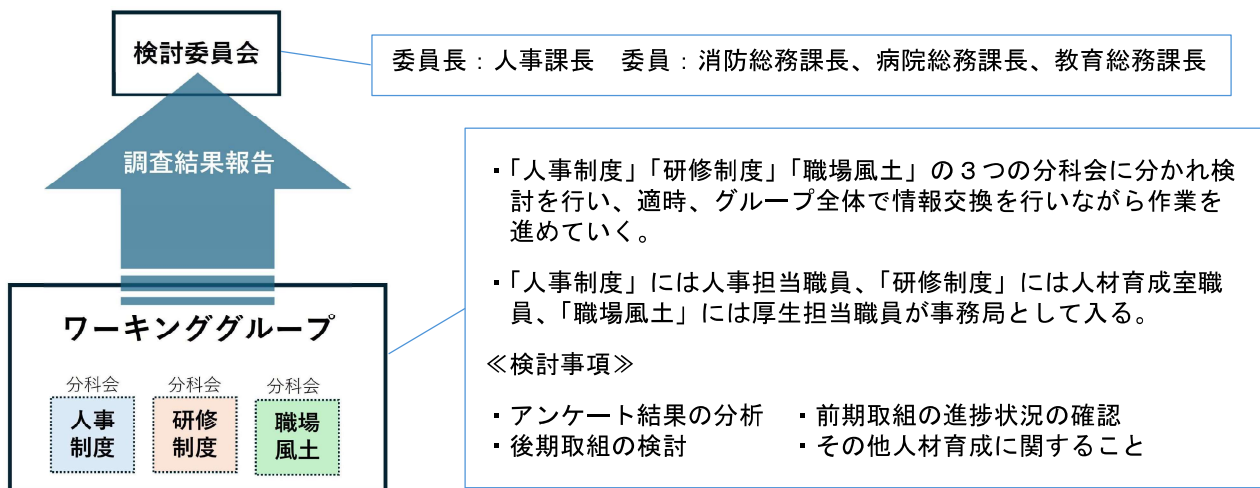 検討委員会
委員長：人事課長　委員：消防総務課長、病院総務課長、教育総務課長
調査結果報告
・「人事制度」「研修制度」「職場風土」の３つの分科会に分かれ検
討を行い、適時、グループ全体で情報交換を行いながら作業を
進めていく。
・「人事制度」には人事担当職員、「研修制度」には人材育成室職
員、「職場風土」には厚生担当職員が事務局として入る。
≪検討事項≫
・アンケート結果の分析　・前期取組の進捗状況の確認
・後期取組の検討　・その他人材育成に関すること
ワーキンググループ
分科会　分科会　分科会
人事　研修　職場
制度　制度　風土